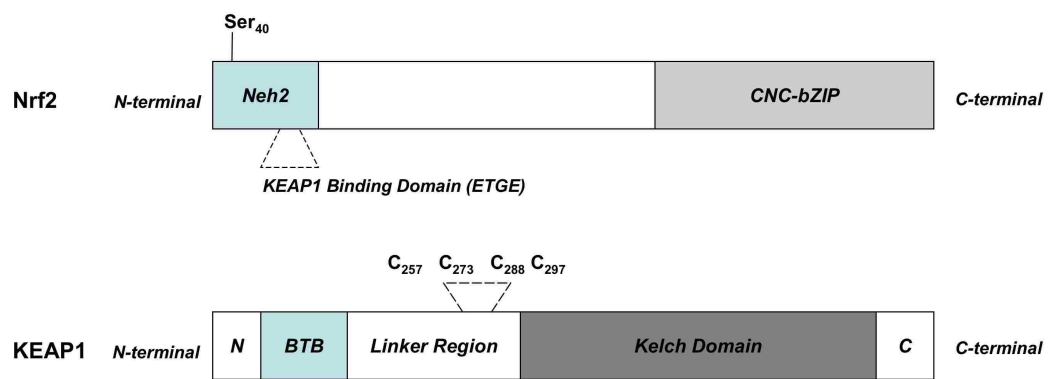 Ser40
Nrf2 N-terminal Neh2 CNC-bZIP C-terminal
KEAP1 Binding Domain (ETGE)
C257 C273 C288 C297
KEAP1 N-terminal N BTB Linker Region Kelch Domain C C-terminal